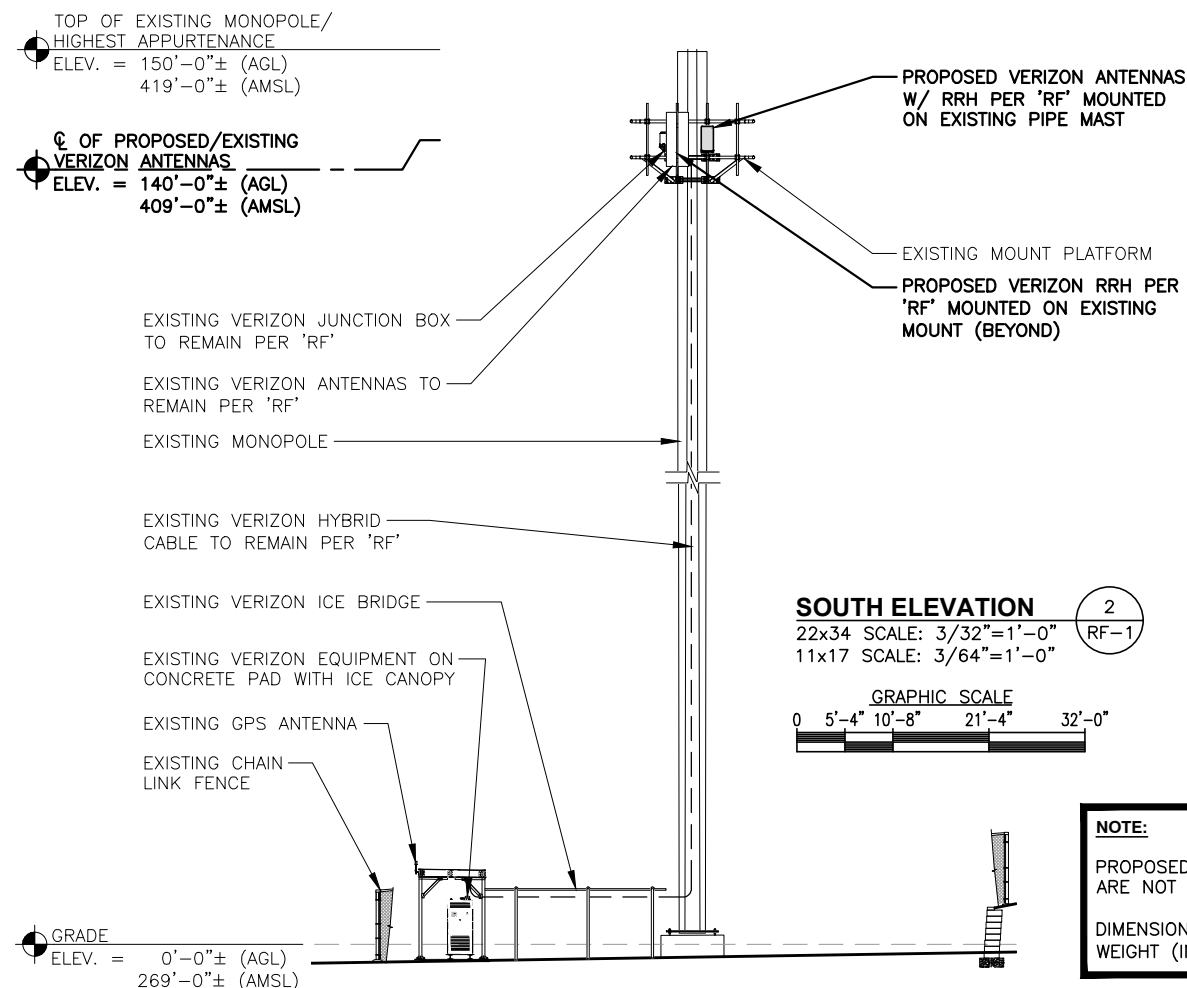 TOP OF EXISTING MONOPOLE/
HIGHEST APPURTENANCE
ELEV. = 150'-0"± (AGL)
419'-0"± (AMSL)
℄ OF PROPOSED/EXISTING
VERIZON ANTENNAS
ELEV. = 140'-0"± (AGL)
409'-0"± (AMSL)
PROPOSED VERIZON ANTENNAS
W/ RRH PER 'RF' MOUNTED
ON EXISTING PIPE MAST
EXISTING MOUNT PLATFORM
PROPOSED VERIZON RRH PER
'RF' MOUNTED ON EXISTING
MOUNT (BEYOND)
EXISTING VERIZON JUNCTION BOX
TO REMAIN PER 'RF'
EXISTING VERIZON ANTENNAS TO
REMAIN PER 'RF'
EXISTING MONOPOLE
EXISTING VERIZON HYBRID
CABLE TO REMAIN PER 'RF'
EXISTING VERIZON ICE BRIDGE
EXISTING VERIZON EQUIPMENT ON
CONCRETE PAD WITH ICE CANOPY
EXISTING GPS ANTENNA
EXISTING CHAIN
LINK FENCE
SOUTH ELEVATION
22x34 SCALE: 3/32"=1'-0"
11x17 SCALE: 3/64"=1'-0"
2
RF-1
GRAPHIC SCALE
0 5'-4" 10'-8" 21'-4" 32'-0"
NOTE:
PROPOSED
ARE NOT
DIMENSION
WEIGHT
GRADE
ELEV. = 0'-0"± (AGL)
269'-0"± (AMSL)